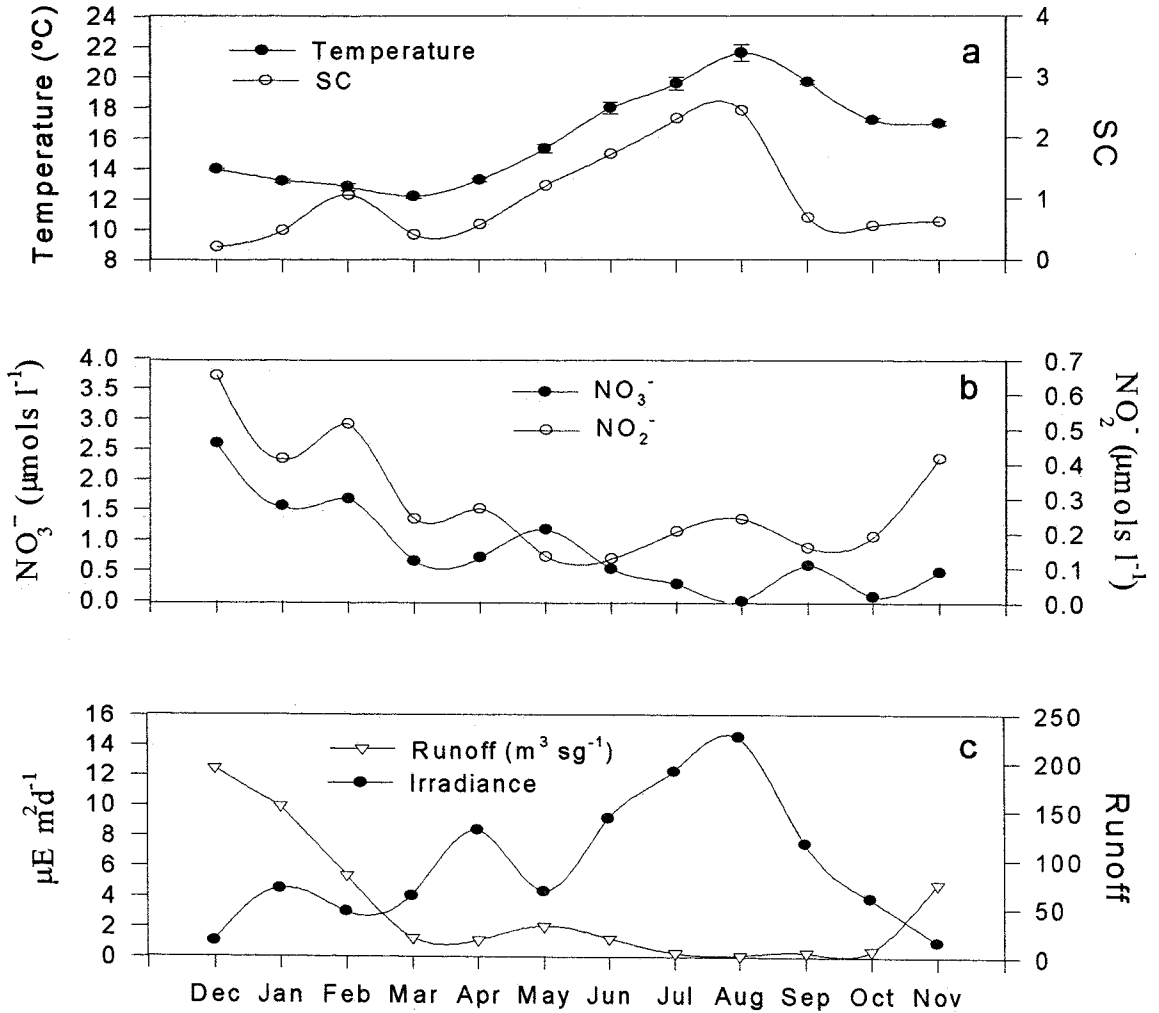 24
22
20
18
16
14
12
10
8
Temperature (ºC)
Temperature
SC
a
4
3
2
1
0
SC
4.0
3.5
3.0
2.5
2.0
1.5
1.0
0.5
0.0
NO₃⁻ (µmols l⁻¹)
NO₃⁻
NO₂⁻
b
0.7
0.6
0.5
0.4
0.3
0.2
0.1
0.0
NO₂⁻ (µmols l⁻¹)
16
14
12
10
8
6
4
2
0
µE m²d⁻¹
Runoff (m³ sg⁻¹)
Irradiance
c
250
200
150
100
50
0
Runoff
Dec Jan Feb Mar Apr May Jun Jul Aug Sep Oct Nov